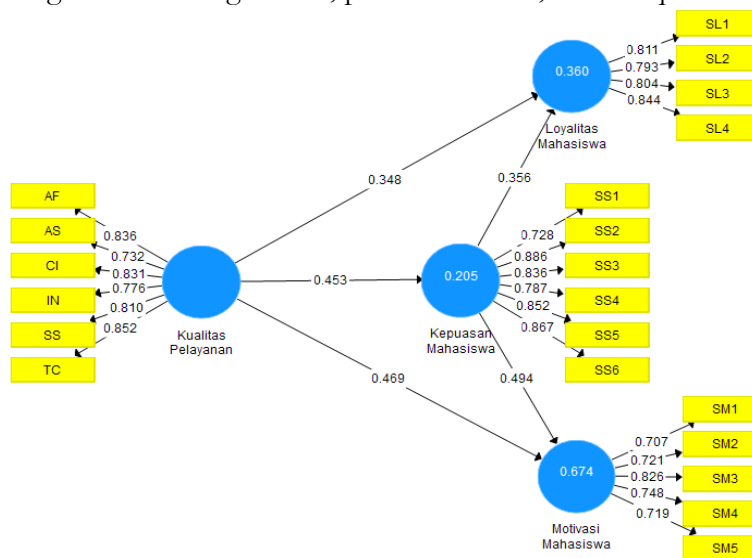 SL1
SL2
SL3
SL4
0.811
0.793
0.804
0.844
0.360
Loyalitas
Mahasiswa
0.348
0.356
AF
AS
CI
IN
SS
TC
0.836
0.732
0.831
0.776
0.810
0.852
Kualitas
Pelayanan
0.453
0.205
Kepuasan
Mahasiswa
0.728
0.886
0.836
0.787
0.852
0.867
SS1
SS2
SS3
SS4
SS5
SS6
0.469
0.494
0.674
Motivasi
Mahasiswa
0.707
0.721
0.826
0.748
0.719
SM1
SM2
SM3
SM4
SM5